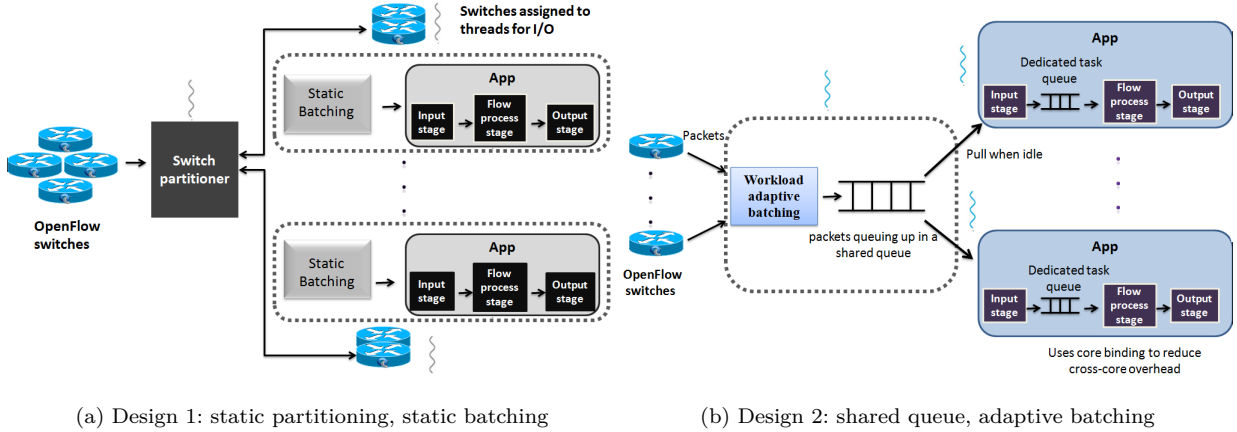 Switches assigned to
threads for I/O
Static
Batching
App
Input
stage
Flow
process
stage
Output
stage
Switch
partitioner
OpenFlow
switches
Static
Batching
App
Input
stage
Flow
process
stage
Output
stage
(a) Design 1: static partitioning, static batching
App
Dedicated task
queue
Input
stage
Flow
process
stage
Output
stage
Packets
Pull when idle
Workload
adaptive
batching
packets queuing up in a
shared queue
OpenFlow
switches
App
Dedicated task
queue
Input
stage
Flow
process
stage
Output
stage
Uses core binding to reduce
cross-core overhead
(b) Design 2: shared queue, adaptive batching